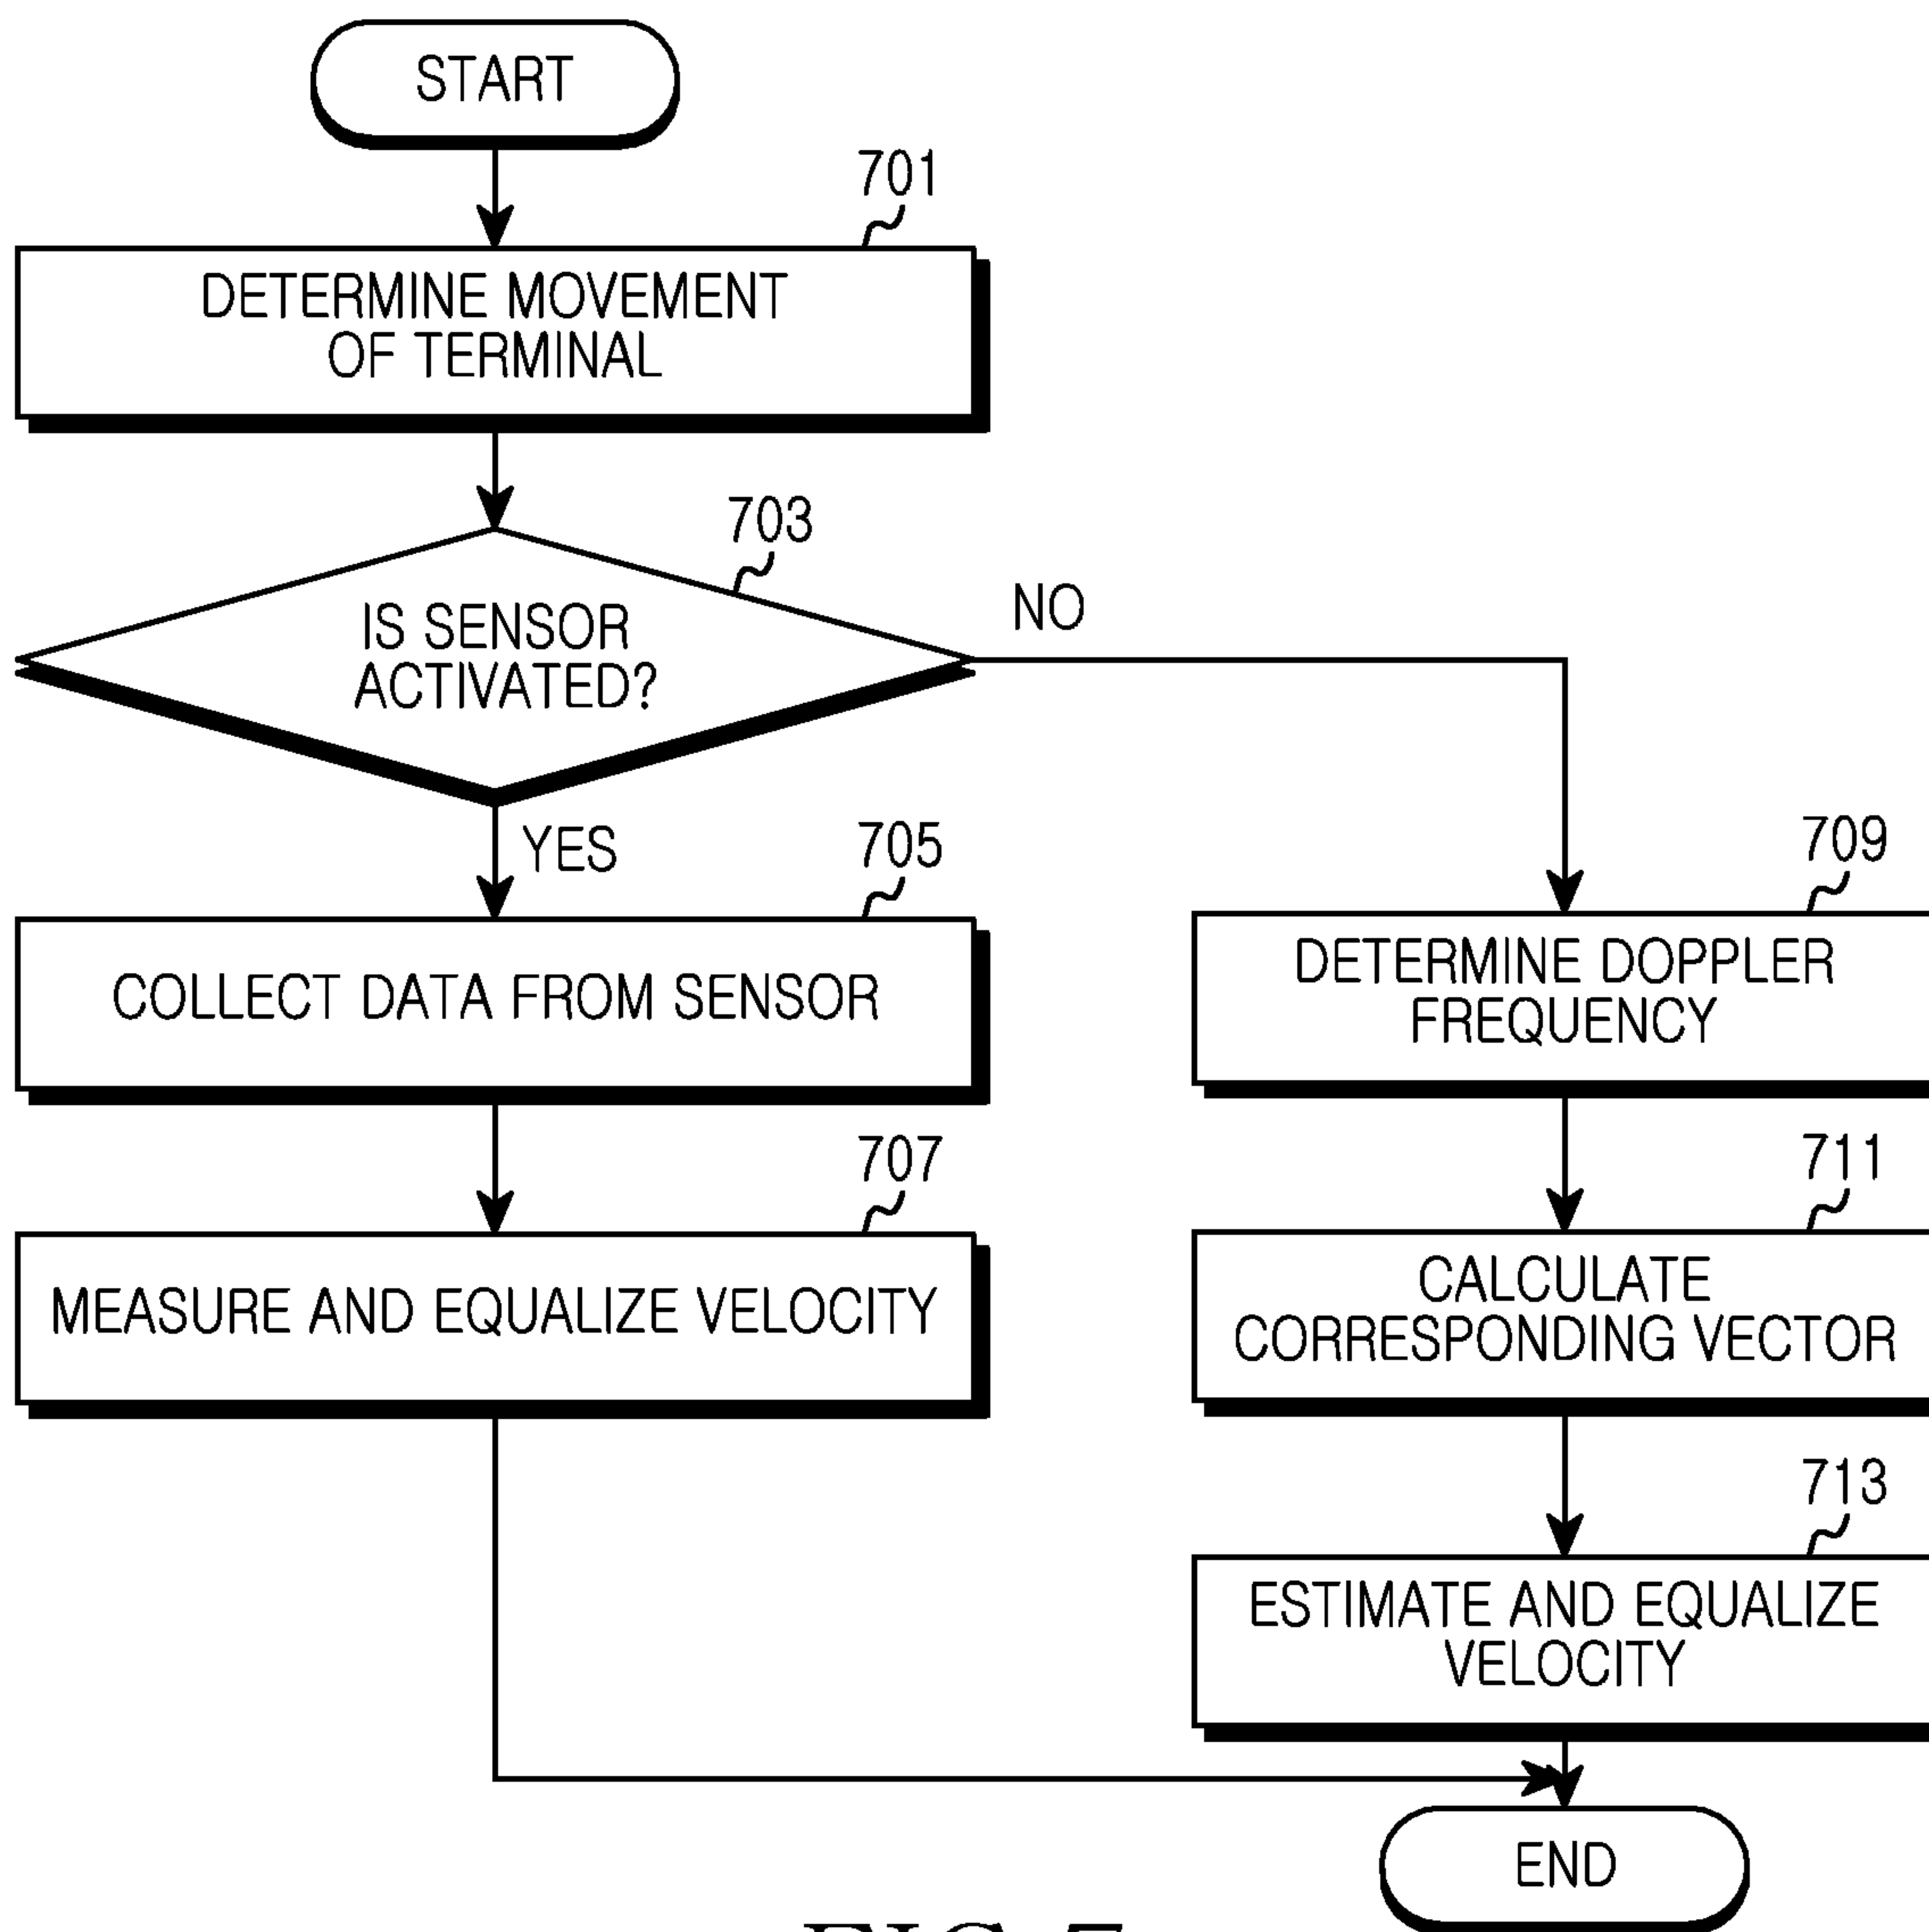 START
701
DETERMINE MOVEMENT
OF TERMINAL
703
IS SENSOR
ACTIVATED?
NO
YES
705
COLLECT DATA FROM SENSOR
707
MEASURE AND EQUALIZE VELOCITY
709
DETERMINE DOPPLER
FREQUENCY
711
CALCULATE
CORRESPONDING VECTOR
713
ESTIMATE AND EQUALIZE
VELOCITY
END